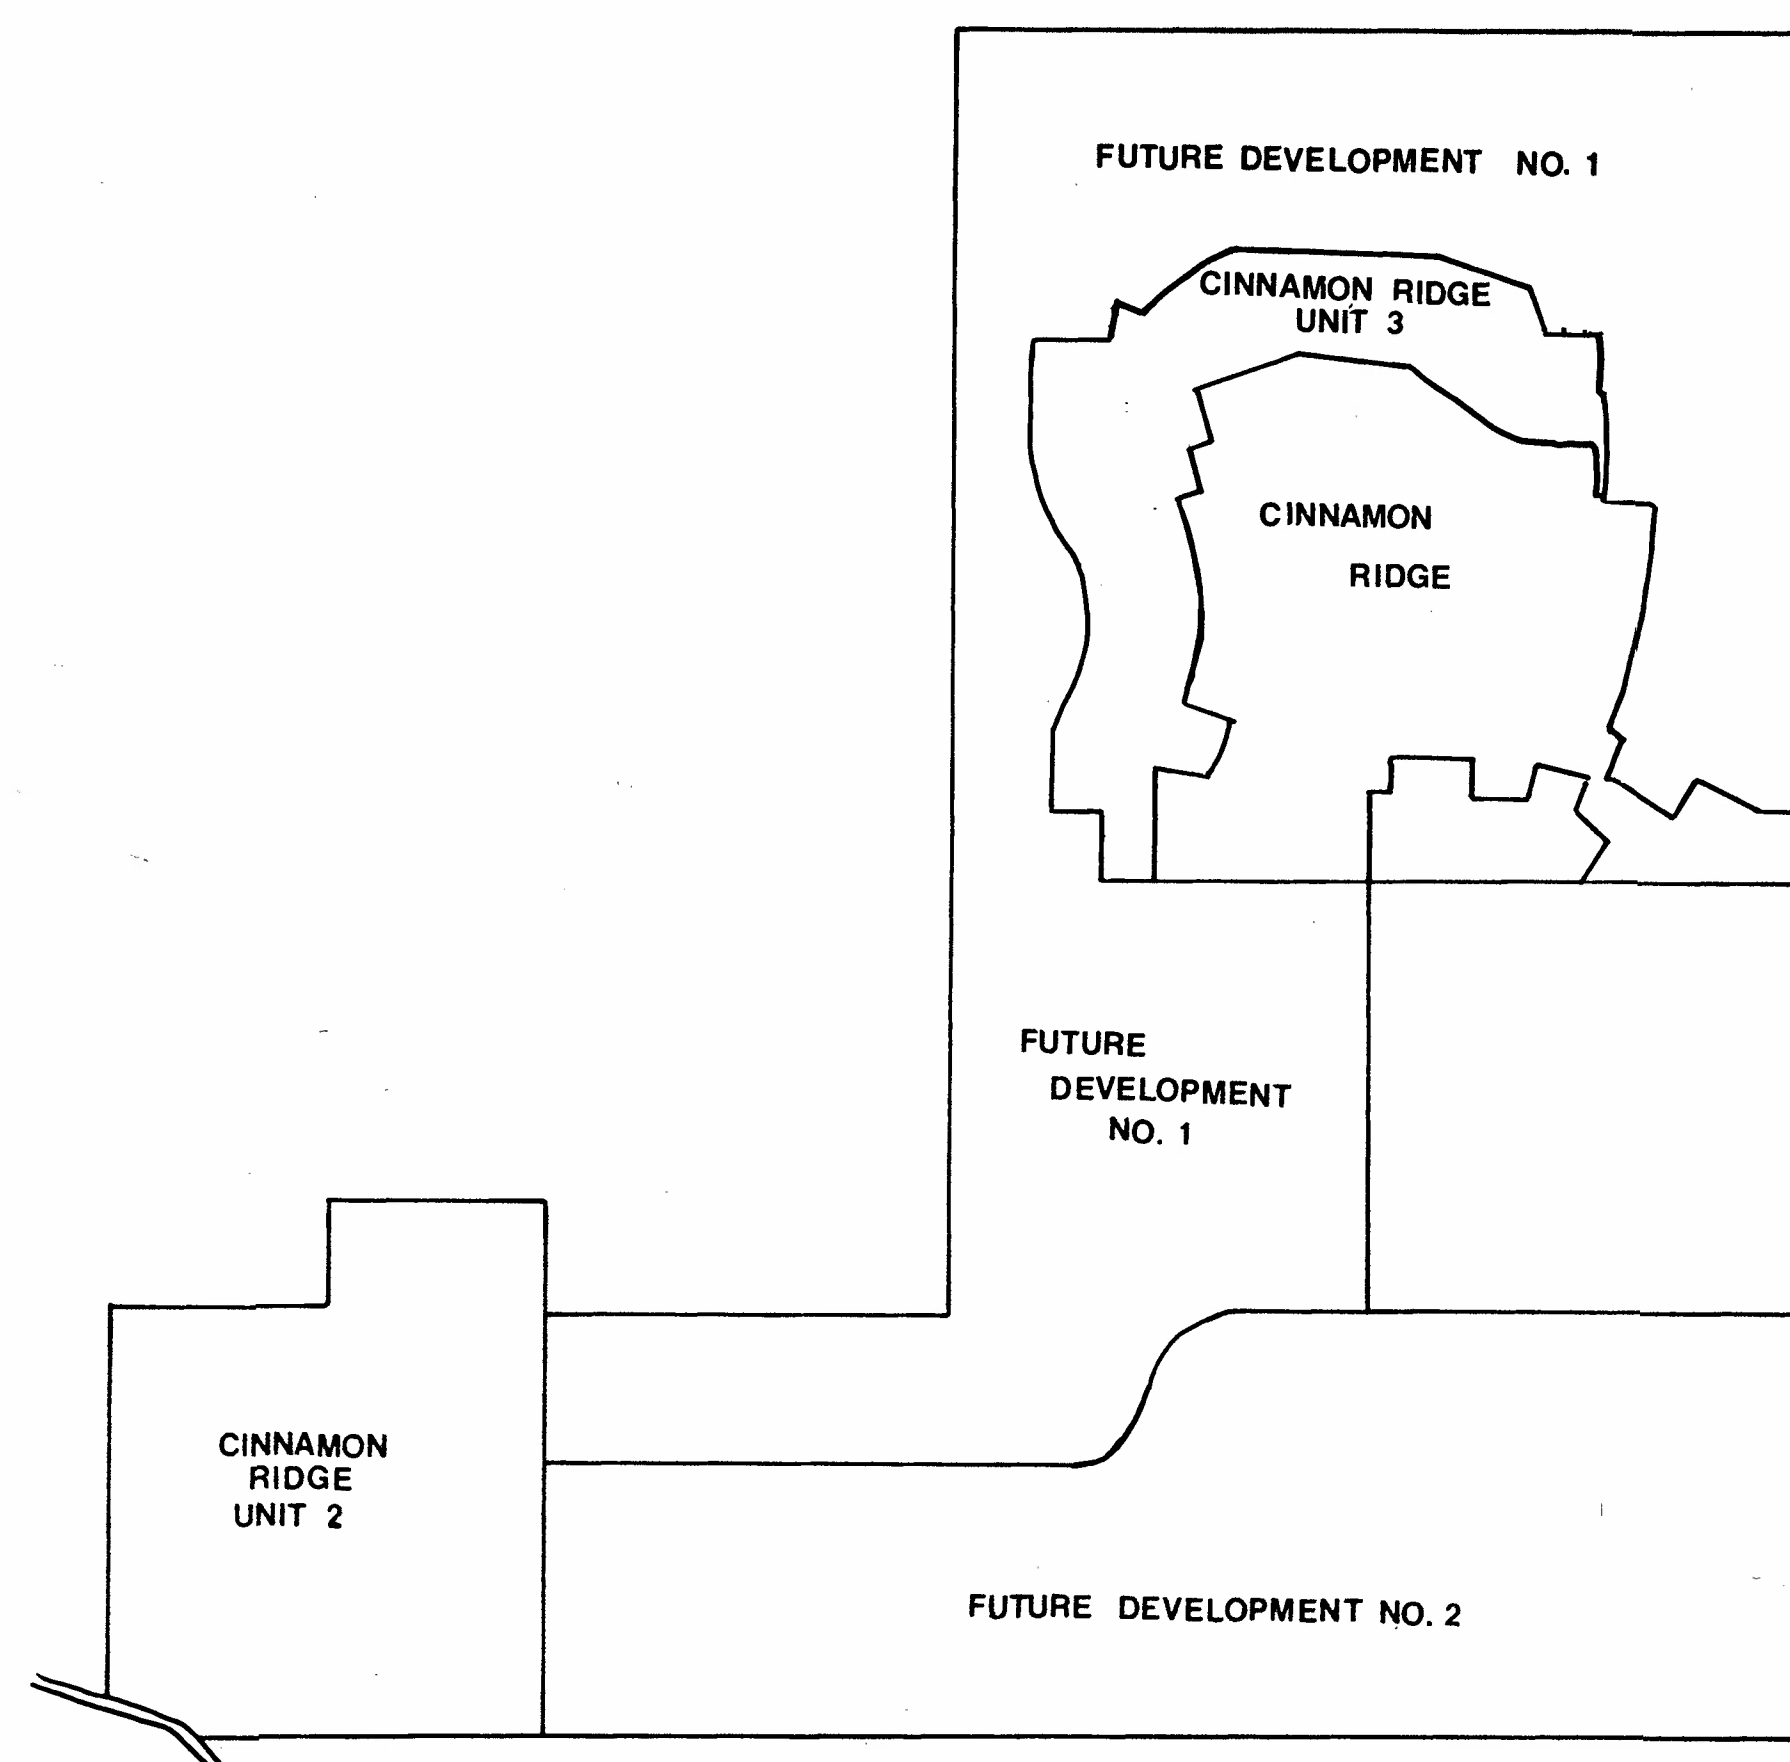 FUTURE DEVELOPMENT NO. 1
CINNAMON RIDGE
UNIT 3
CINNAMON
RIDGE
FUTURE
DEVELOPMENT
NO. 1
CINNAMON
RIDGE
UNIT 2
FUTURE DEVELOPMENT NO. 2